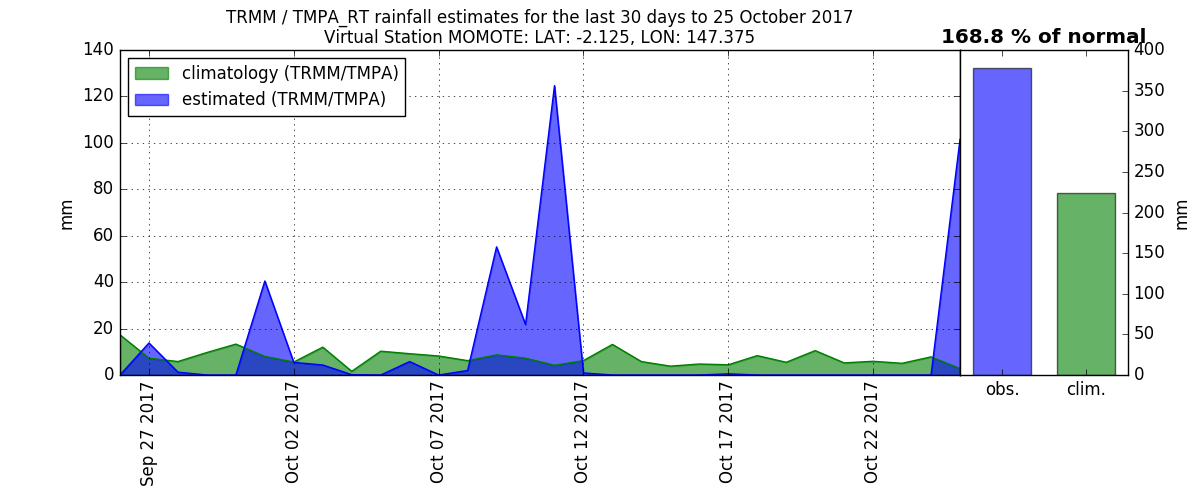 TRMM / TMPA_RT rainfall estimates for the last 30 days to 25 October 2017
Virtual Station MOMOTE: LAT: -2.125, LON: 147.375
168.8 % of normal
climatology (TRMM/TMPA)
estimated (TRMM/TMPA)
mm
140
120
100
80
60
40
20
0
Sep 27 2017
Oct 02 2017
Oct 07 2017
Oct 12 2017
Oct 17 2017
Oct 22 2017
obs.
clim.
400
350
300
250
200
150
100
50
0
mm